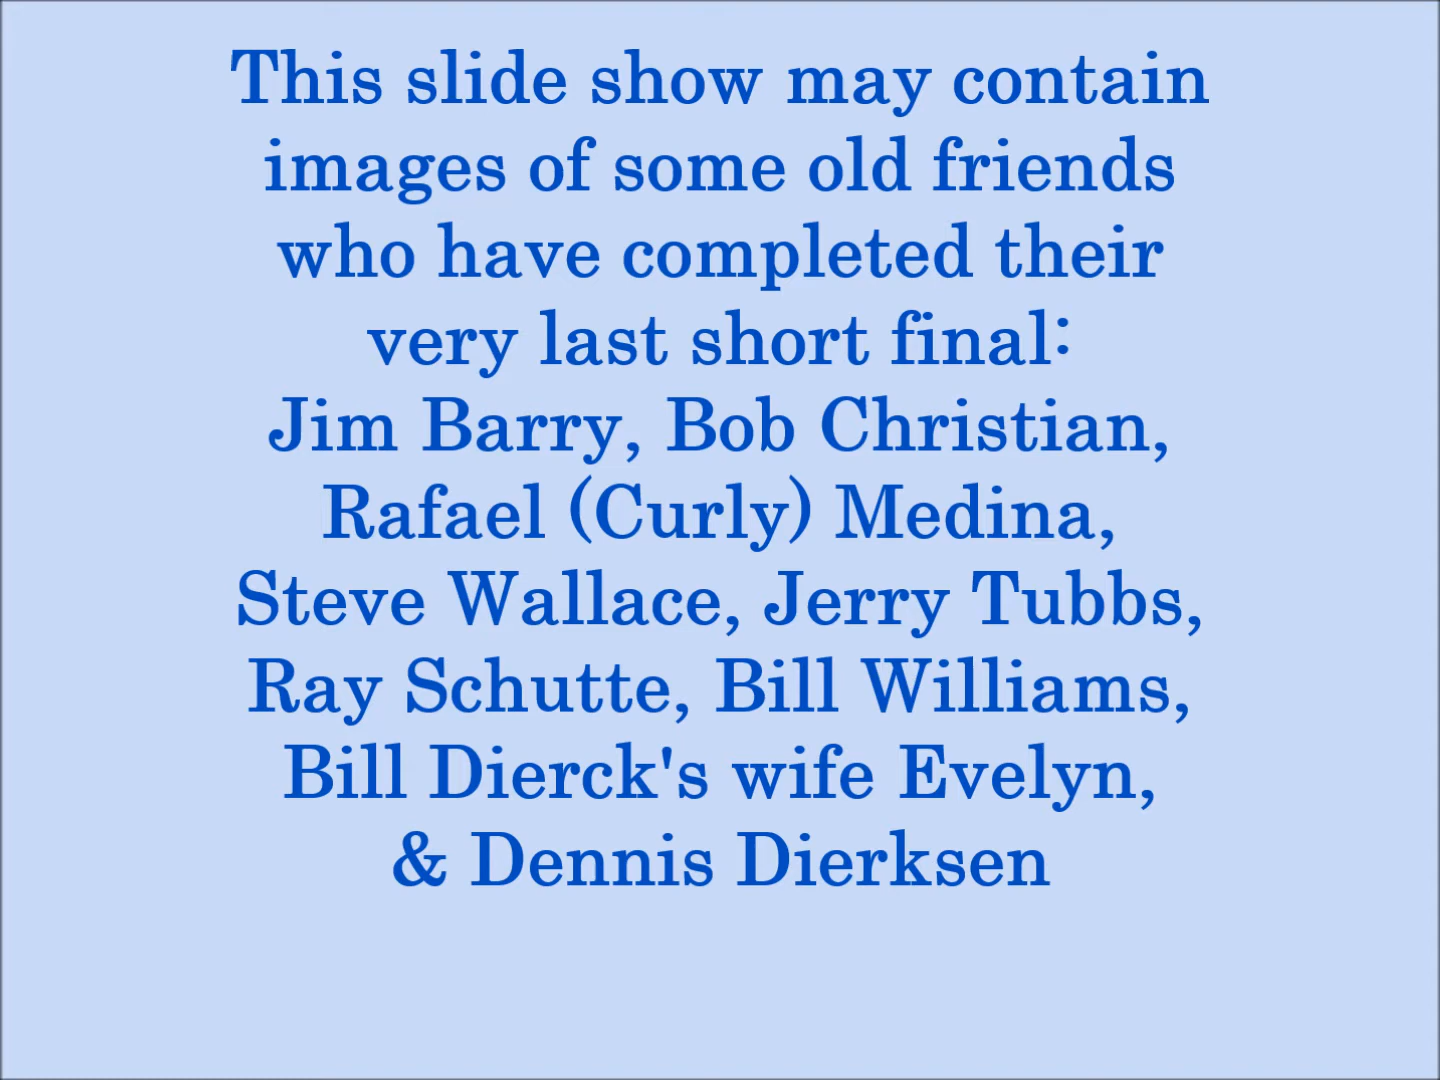 This slide show may contain
images of some old friends
who have completed their
very last short final:
Jim Barry, Bob Christian,
Rafael (Curly) Medina,
Steve Wallace, Jerry Tubbs,
Ray Schutte, Bill Williams,
Bill Dierck's wife Evelyn,
& Dennis Dierksen